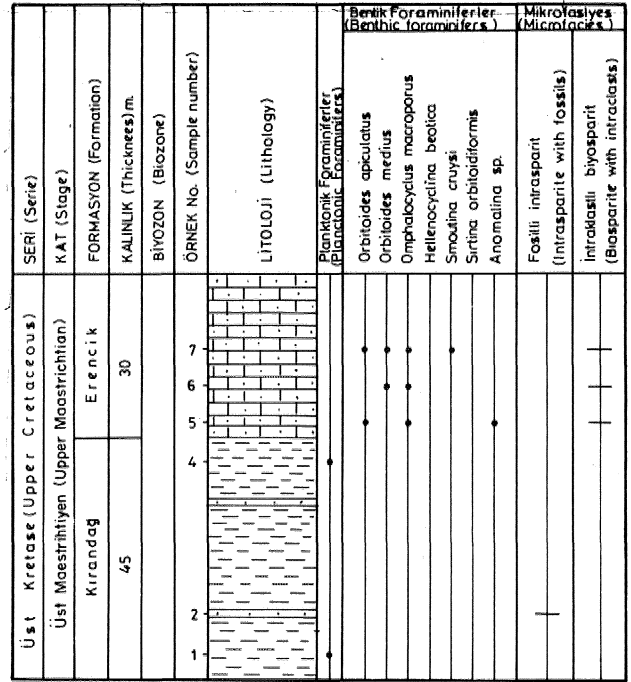 Bentik Foraminiferler
(Benthic foraminifers)
Mikrofasiyes
(Microfacies)
SERİ (Serie)
KAT (Stage)
FORMASYON (Formation)
KALINLIK (Thicknees) m.
BİYOZON (Biozone)
ÖRNEK No. (Sample number)
LİTOLOJİ (Lithology)
Planktonik Foraminiferler
(Planctonic Foraminifers)
Orbitoides apiculatus
Orbitoides medius
Omphalocyclus macroporus
Hellenocyclina beotica
Smoutina cruysi
Sirtina orbitoidiformis
Anomalina sp.
Fosilli intrasparit
(Intrasparite with fossils)
İntraklastlı biyosparit
(Biosparite with intraclasts)
Üst Kretase (Upper Cretaceous)
Üst Maestrihtiyen (Upper Maastrichtian)
Erencik
30
7
6
5
Kırandağ
45
4
2
1